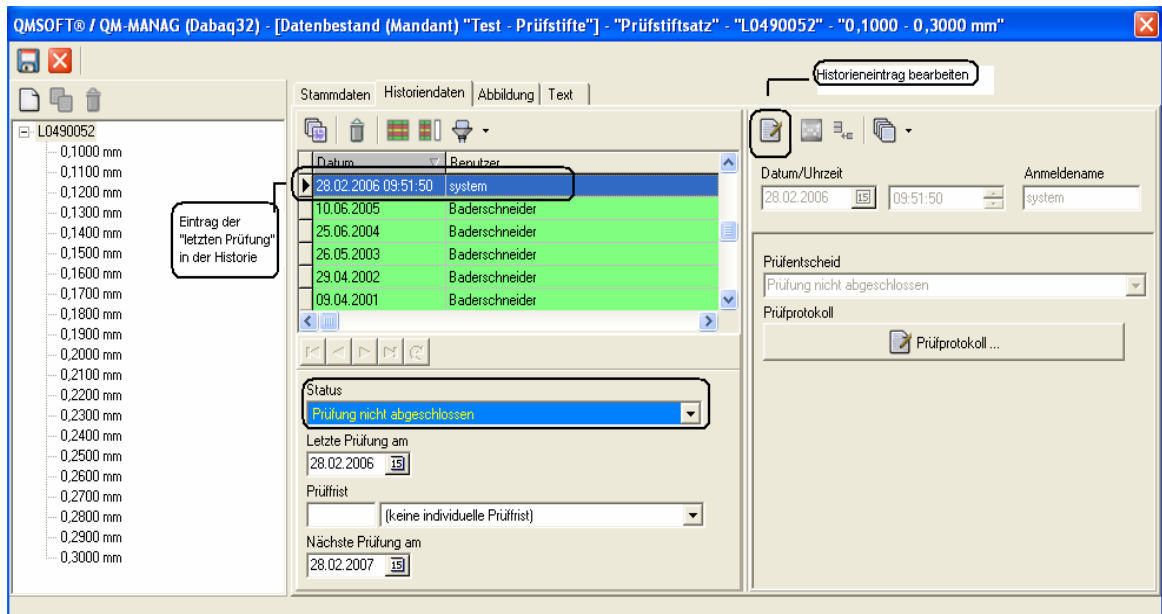 QMSOFT® / QM-MANAG (Dabaq32) - [Datenbestand (Mandant) "Test - Prüfstifte"] - "Prüfstiftsatz" - "L0490052" - "0,1000 - 0,3000 mm"
L0490052
0,1000 mm
0,1100 mm
0,1200 mm
0,1300 mm
0,1400 mm
0,1500 mm
0,1600 mm
0,1700 mm
0,1800 mm
0,1900 mm
0,2000 mm
0,2100 mm
0,2200 mm
0,2300 mm
0,2400 mm
0,2500 mm
0,2600 mm
0,2700 mm
0,2800 mm
0,2900 mm
0,3000 mm
Eintrag der
"letzten Prüfung"
in der Historie
Stammdaten Historiendaten Abbildung Text
Datum Benutzer
28.02.2006 09:51:50 system
10.06.2005 Baderschneider
25.06.2004 Baderschneider
26.05.2003 Baderschneider
29.04.2002 Baderschneider
09.04.2001 Baderschneider
Status
Prüfung nicht abgeschlossen
Letzte Prüfung am
28.02.2006 15
Prüffrist
(keine individuelle Prüffrist)
Nächste Prüfung am
28.02.2007 15
Historieneintrag bearbeiten
Datum/Uhrzeit Anmeldename
28.02.2006 15 09:51:50 system
Prüfentscheid
Prüfung nicht abgeschlossen
Prüfprotokoll
Prüfprotokoll ...